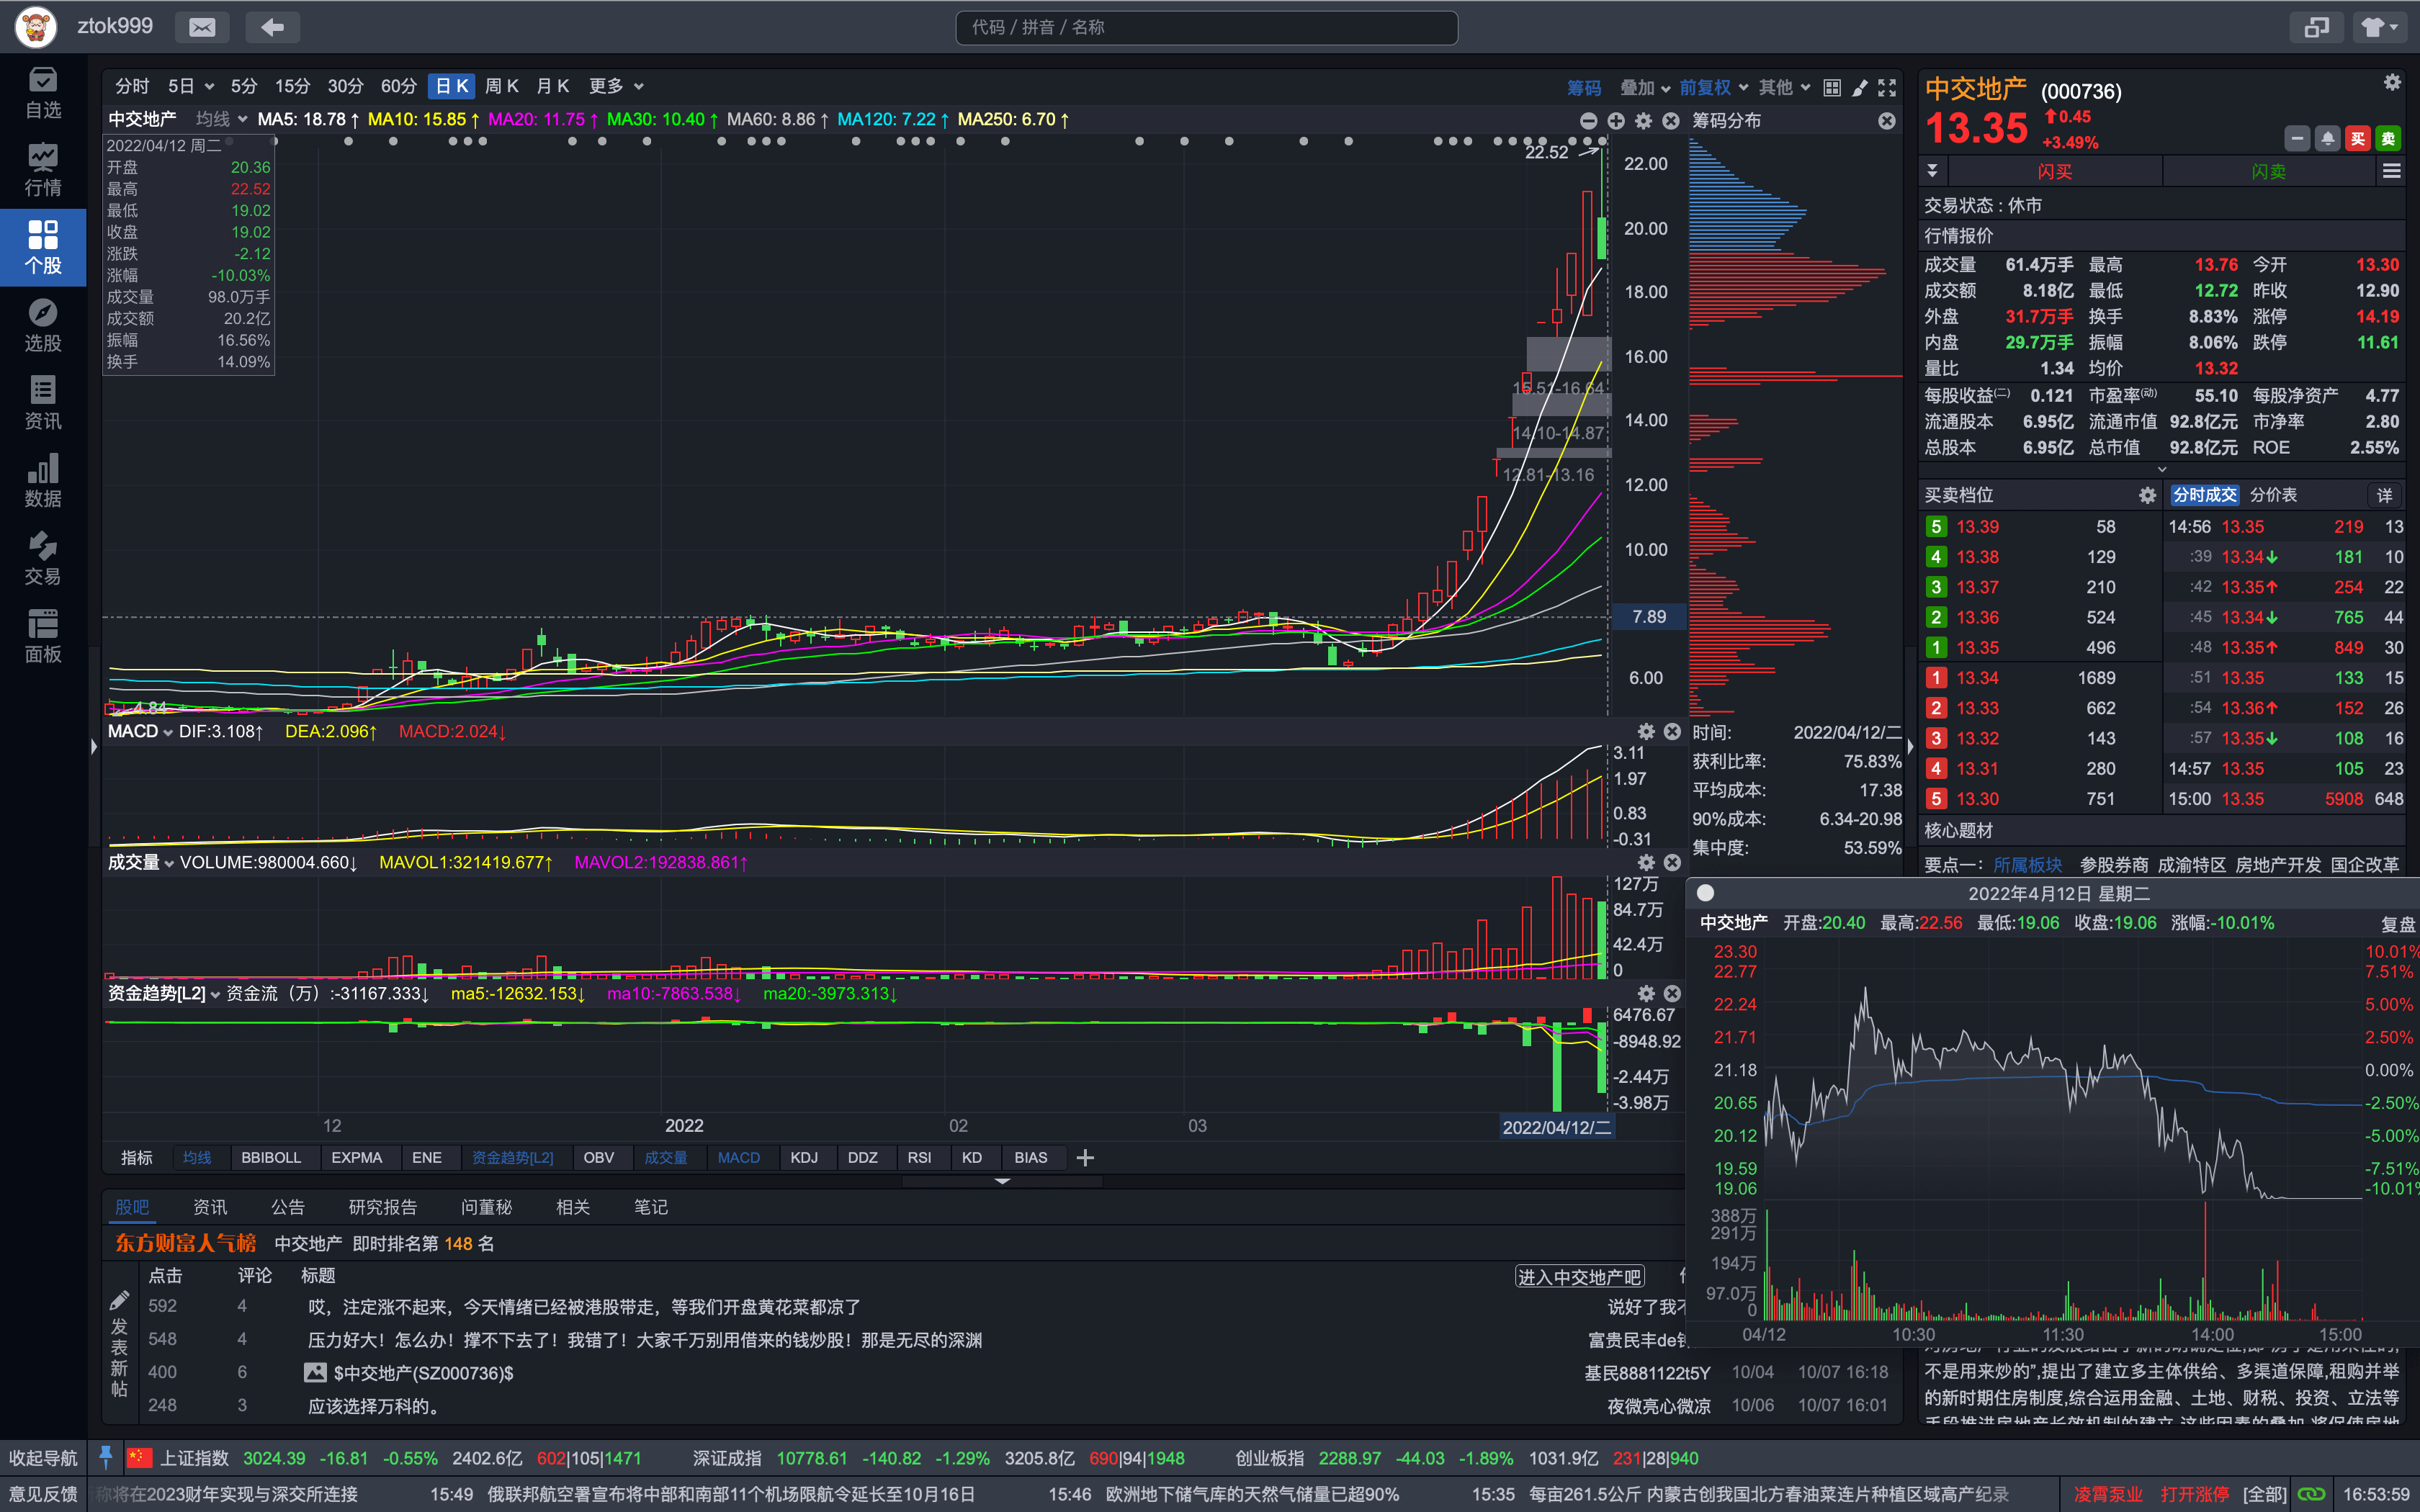 ztok999
代码 / 拼音 / 名称
自选
行情
个股
选股
资讯
数据
交易
面板
分时 5日 5分 15分 30分 60分 日K 周K 月K 更多
筹码 叠加 前复权 其他
中交地产 均线 MA5: 18.78↑ MA10: 15.85↑ MA20: 11.75↑ MA30: 10.40↑ MA60: 8.86↑ MA120: 7.22↑ MA250: 6.70↑
2022/04/12 周二
开盘 20.36
最高 22.52
最低 19.02
收盘 19.02
涨跌 -2.12
涨幅 -10.03%
成交量 98.0万手
成交额 20.2亿
振幅 16.56%
换手 14.09%
22.52
15.51-16.64
14.10-14.87
12.81-13.16
4.84
22.00
20.00
18.00
16.00
14.00
12.00
10.00
7.89
6.00
筹码分布
时间: 2022/04/12/二
获利比率: 75.83%
平均成本: 17.38
90%成本: 6.34-20.98
集中度: 53.59%
MACD DIF:3.108↑ DEA:2.096↑ MACD:2.024↓
3.11
1.97
0.83
-0.31
成交量 VOLUME:980004.660↓ MAVOL1:321419.677↑ MAVOL2:192838.861↑
127万
84.7万
42.4万
0
资金趋势[L2] 资金流（万）:-31167.333↓ ma5:-12632.153↓ ma10:-7863.538↓ ma20:-3973.313↓
6476.67
-8948.92
-2.44万
-3.98万
12 2022 02 03 2022/04/12/二
指标 均线 BBIBOLL EXPMA ENE 资金趋势[L2] OBV 成交量 MACD KDJ DDZ RSI KD BIAS
股吧 资讯 公告 研究报告 问董秘 相关 笔记
东方财富人气榜 中交地产 即时排名第 148 名
点击 评论 标题 进入中交地产吧
发表新帖
592 4 哎，注定涨不起来，今天情绪已经被港股带走，等我们开盘黄花菜都凉了 说好了我不
548 4 压力好大！怎么办！撑不下去了！我错了！大家千万别用借来的钱炒股！那是无尽的深渊 富贵民丰de
400 6 $中交地产(SZ000736)$ 基民8881122t5Y 10/04 10/07 16:18
248 3 应该选择万科的。 夜微亮心微凉 10/06 10/07 16:01
中交地产 (000736)
13.35 0.45
+3.49%
买 卖
闪买 闪卖
交易状态 : 休市
行情报价
成交量 61.4万手 最高 13.76 今开 13.30
成交额 8.18亿 最低 12.72 昨收 12.90
外盘 31.7万手 换手 8.83% 涨停 14.19
内盘 29.7万手 振幅 8.06% 跌停 11.61
量比 1.34 均价 13.32
每股收益(二) 0.121 市盈率(动) 55.10 每股净资产 4.77
流通股本 6.95亿 流通市值 92.8亿元 市净率 2.80
总股本 6.95亿 总市值 92.8亿元 ROE 2.55%
买卖档位 分时成交 分价表 详
5 13.39 58 14:56 13.35 219 13
4 13.38 129 :39 13.34↓ 181 10
3 13.37 210 :42 13.35↑ 254 22
2 13.36 524 :45 13.34↓ 765 44
1 13.35 496 :48 13.35↑ 849 30
1 13.34 1689 :51 13.35 133 15
2 13.33 662 :54 13.36↑ 152 26
3 13.32 143 :57 13.35↓ 108 16
4 13.31 280 14:57 13.35 105 23
5 13.30 751 15:00 13.35 5908 648
核心题材
要点一： 所属板块 参股券商 成渝特区 房地产开发 国企改革
2022年4月12日 星期二
中交地产 开盘:20.40 最高:22.56 最低:19.06 收盘:19.06 涨幅:-10.01% 复盘
23.30 10.01%
22.77 7.51%
22.24 5.00%
21.71 2.50%
21.18 0.00%
20.65 -2.50%
20.12 -5.00%
19.59 -7.51%
19.06 -10.01%
388万
291万
194万
97.0万
0
04/12 10:30 11:30 14:00 15:00
不是用来炒的",提出了建立多主体供给、多渠道保障,租购并举
的新时期住房制度,综合运用金融、土地、财税、投资、立法等
收起导航 上证指数 3024.39 -16.81 -0.55% 2402.6亿 602|105|1471 深证成指 10778.61 -140.82 -1.29% 3205.8亿 690|94|1948 创业板指 2288.97 -44.03 -1.89% 1031.9亿 231|28|940
意见反馈 称将在2023财年实现与深交所连接 15:49 俄联邦航空署宣布将中部和南部11个机场限航令延长至10月16日 15:46 欧洲地下储气库的天然气储量已超90% 15:35 每亩261.5公斤 内蒙古创我国北方春油菜连片种植区域高产纪录 凌霄泵业 打开涨停 [全部] 16:53:59